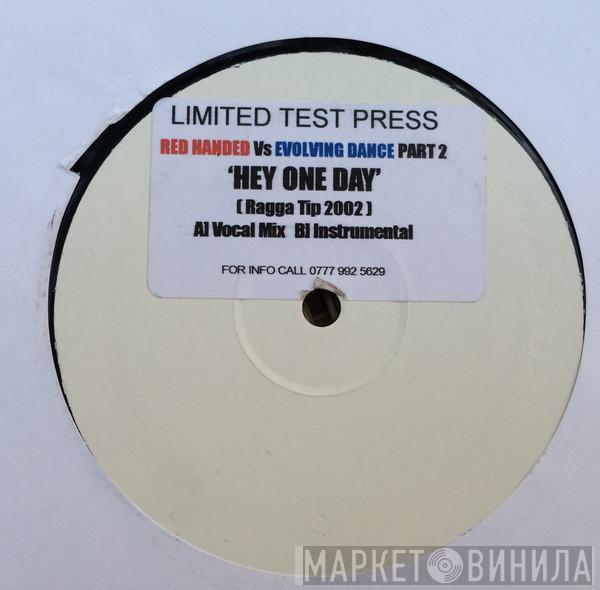 LIMITED TEST PRESS
RED HANDED Vs EVOLVING DANCE PART 2
‘HEY ONE DAY’
( Ragga Tip 2002 )
A] Vocal Mix B] Instrumental
FOR INFO CALL 0777 992 5629
МАРКЕТ ВИНИЛА